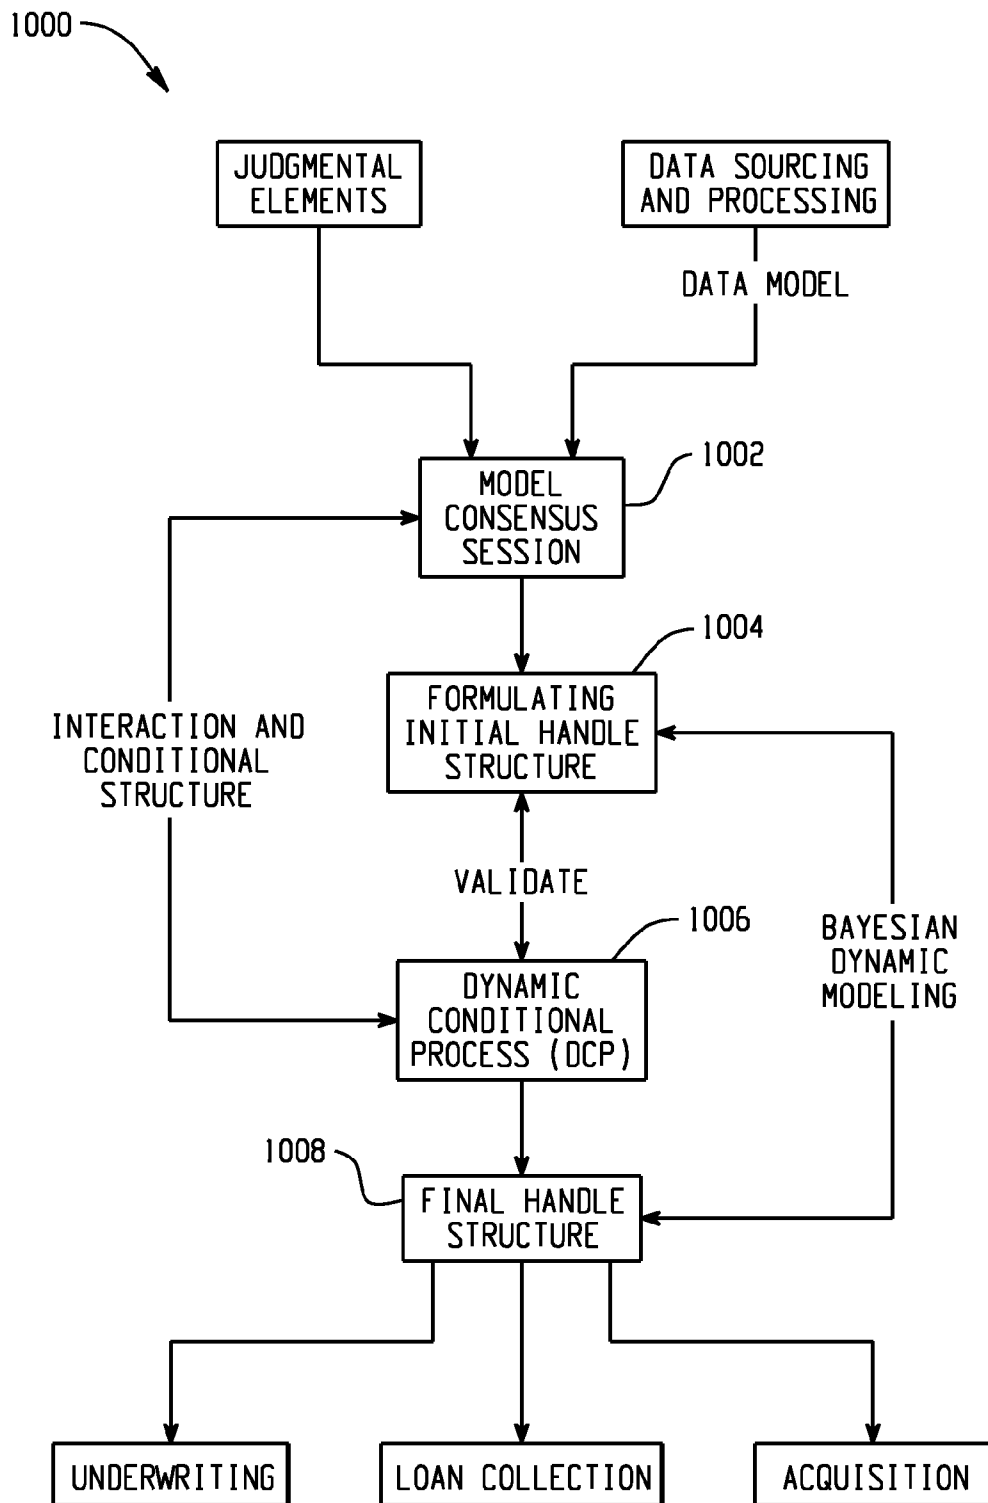 1000
JUDGMENTAL
ELEMENTS
DATA SOURCING
AND PROCESSING
DATA MODEL
1002
MODEL
CONSENSUS
SESSION
1004
FORMULATING
INITIAL HANDLE
STRUCTURE
INTERACTION AND
CONDITIONAL
STRUCTURE
VALIDATE
1006
BAYESIAN
DYNAMIC
MODELING
DYNAMIC
CONDITIONAL
PROCESS (DCP)
1008
FINAL HANDLE
STRUCTURE
UNDERWRITING
LOAN COLLECTION
ACQUISITION